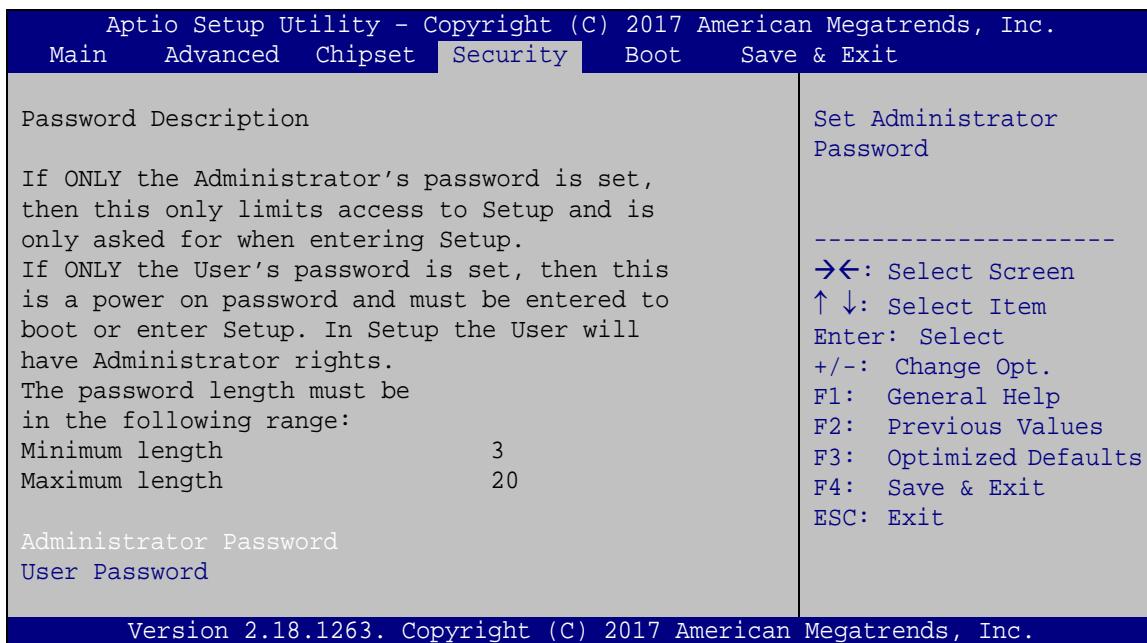 Aptio Setup Utility – Copyright (C) 2017 American Megatrends, Inc.
Main Advanced Chipset Security Boot Save & Exit
Password Description
If ONLY the Administrator’s password is set,
then this only limits access to Setup and is
only asked for when entering Setup.
If ONLY the User’s password is set, then this
is a power on password and must be entered to
boot or enter Setup. In Setup the User will
have Administrator rights.
The password length must be
in the following range:
Minimum length 3
Maximum length 20
Administrator Password
User Password
Set Administrator
Password
---------------------
→←: Select Screen
↑ ↓: Select Item
Enter: Select
+/-: Change Opt.
F1: General Help
F2: Previous Values
F3: Optimized Defaults
F4: Save & Exit
ESC: Exit
Version 2.18.1263. Copyright (C) 2017 American Megatrends, Inc.